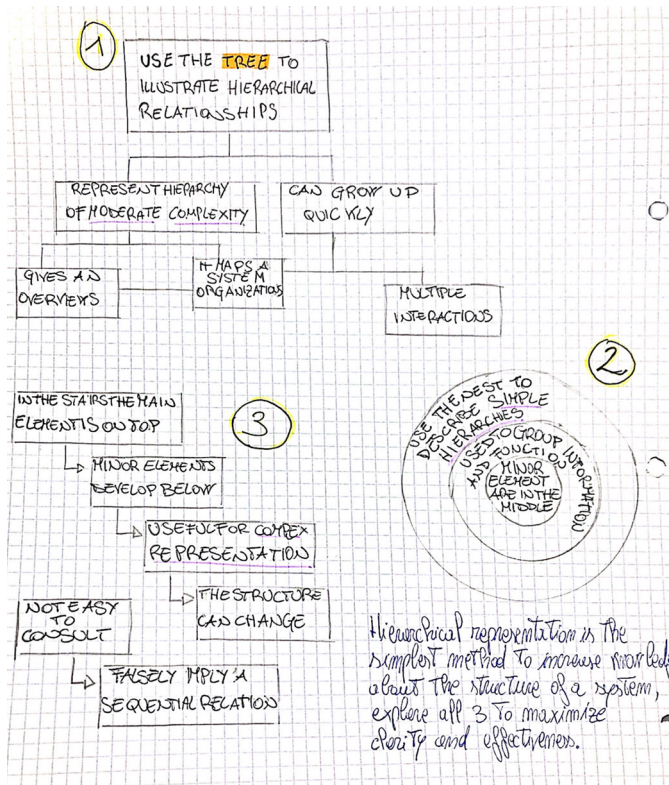 1
USE THE TREE TO
ILLUSTRATE HIERARCHICAL
RELATIONSHIPS
REPRESENT HIERARCHY
OF MODERATE COMPLEXITY
CAN GROW UP
QUICKLY
GIVES AN
OVERVIEWS
IT MAPS A
SYSTEM
ORGANIZATIONS
MULTIPLE
INTERACTIONS
2
USE THE NEST TO
DESCRIBE SIMPLE
HIERARCHIES
USED TO GROUP INFORMATION
AND FUNCTION
MINOR
ELEMENT
ARE IN THE
MIDDLE
3
IN THE STAIRS THE MAIN
ELEMENT IS ON TOP
MINOR ELEMENTS
DEVELOP BELOW
USEFUL FOR COMPEX
REPRESENTATION
THE STRUCTURE
CAN CHANGE
NOT EASY
TO
CONSULT
FALSELY IMPLY A
SEQUENTIAL RELATION
Hierarchical representation is the
simplest method to increase knowled
about the structure of a system,
explore all 3 to maximize
clarity and effectiveness.